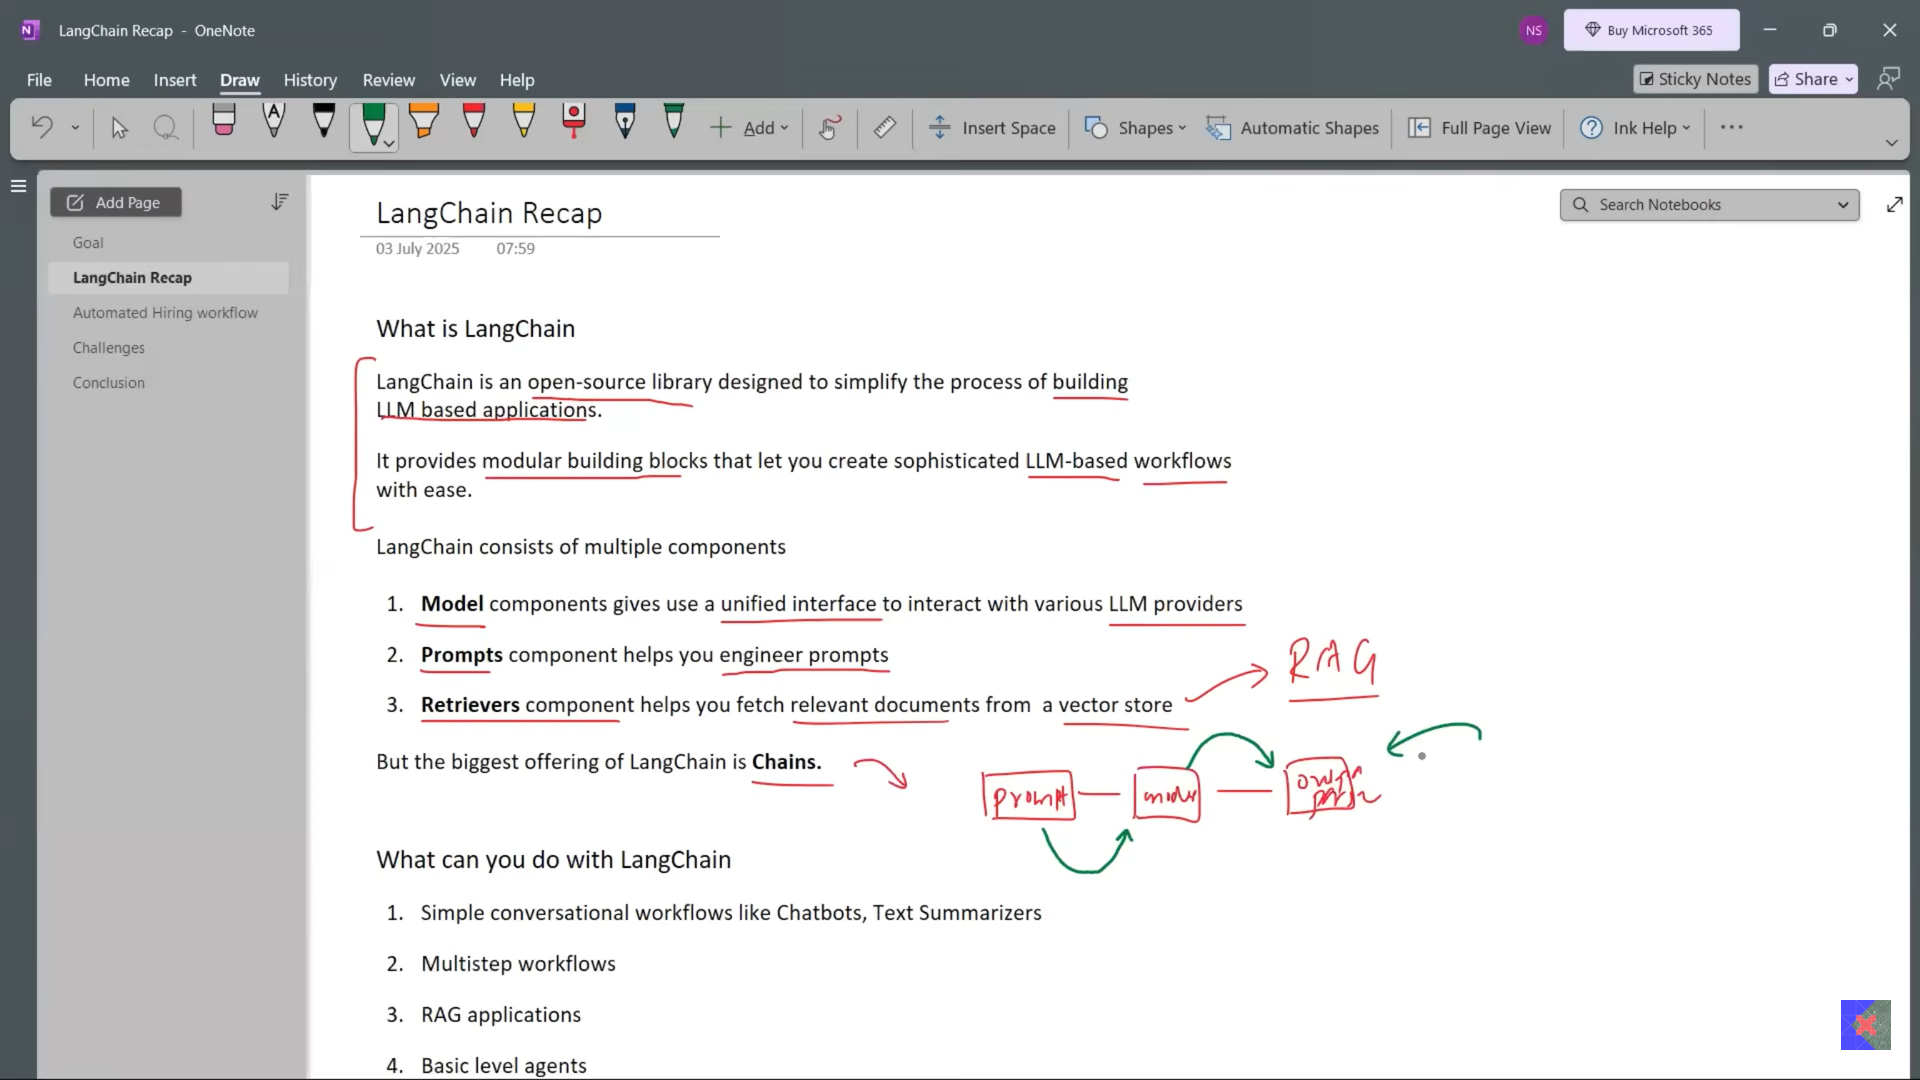 LangChain Recap - OneNote
NS
Buy Microsoft 365
File Home Insert Draw History Review View Help
Sticky Notes
Share
Add
Insert Space
Shapes
Automatic Shapes
Full Page View
Ink Help
Add Page
Goal
LangChain Recap
Automated Hiring workflow
Challenges
Conclusion
Search Notebooks
LangChain Recap
03 July 2025 07:59
What is LangChain
LangChain is an open-source library designed to simplify the process of building
LLM based applications.
It provides modular building blocks that let you create sophisticated LLM-based workflows
with ease.
LangChain consists of multiple components
1. Model components gives use a unified interface to interact with various LLM providers
2. Prompts component helps you engineer prompts
RAG
3. Retrievers component helps you fetch relevant documents from a vector store
But the biggest offering of LangChain is Chains.
prompt
What can you do with LangChain
1. Simple conversational workflows like Chatbots, Text Summarizers
2. Multistep workflows
3. RAG applications
4. Basic level agents